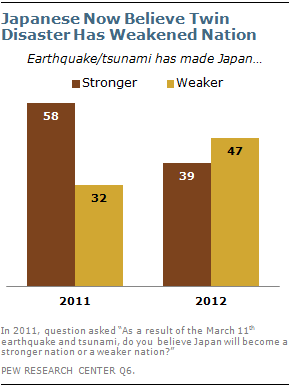 Japanese Now Believe Twin
Disaster Has Weakened Nation
Earthquake/tsunami has made Japan…
Stronger Weaker
58
32
39
47
2011 2012
In 2011, question asked “As a result of the March 11th
earthquake and tsunami, do you believe Japan will become a
stronger nation or a weaker nation?”
PEW RESEARCH CENTER Q6.